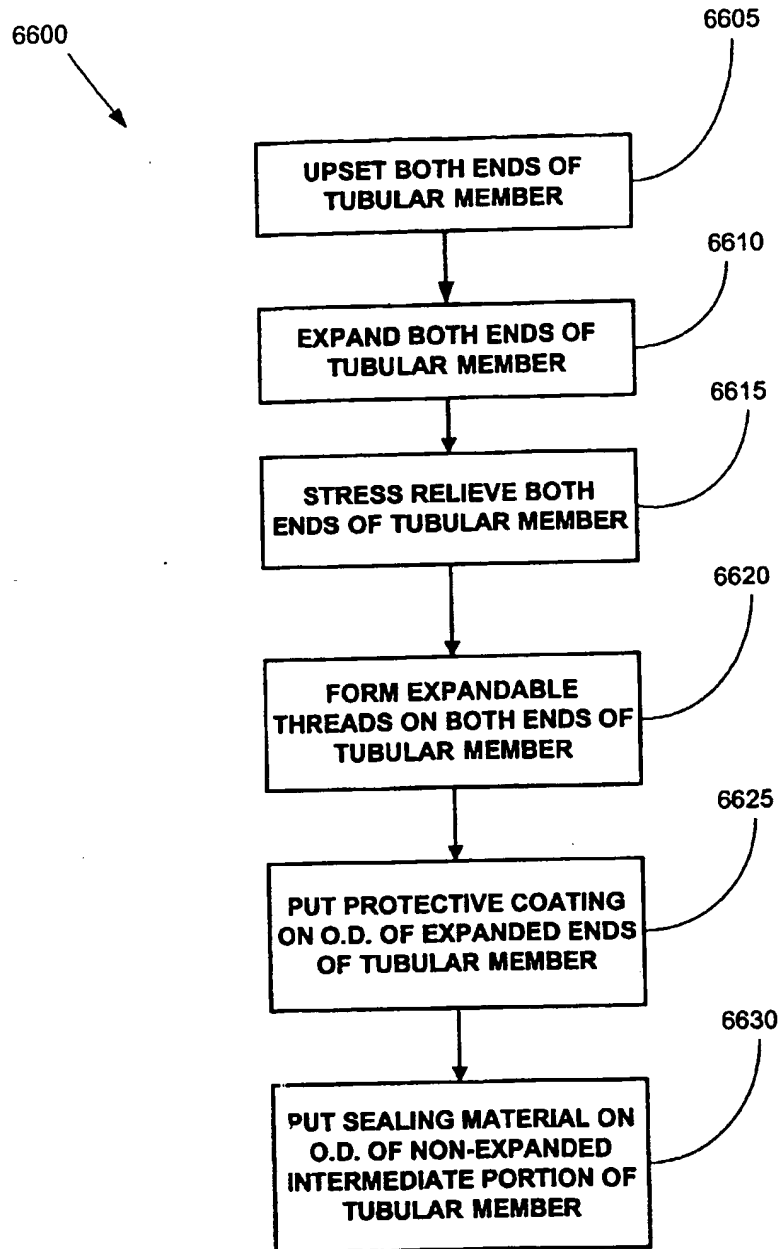 6600
6605
UPSET BOTH ENDS OF
TUBULAR MEMBER
6610
EXPAND BOTH ENDS OF
TUBULAR MEMBER
6615
STRESS RELIEVE BOTH
ENDS OF TUBULAR MEMBER
6620
FORM EXPANDABLE
THREADS ON BOTH ENDS OF
TUBULAR MEMBER
6625
PUT PROTECTIVE COATING
ON O.D. OF EXPANDED ENDS
OF TUBULAR MEMBER
6630
PUT SEALING MATERIAL ON
O.D. OF NON-EXPANDED
INTERMEDIATE PORTION OF
TUBULAR MEMBER